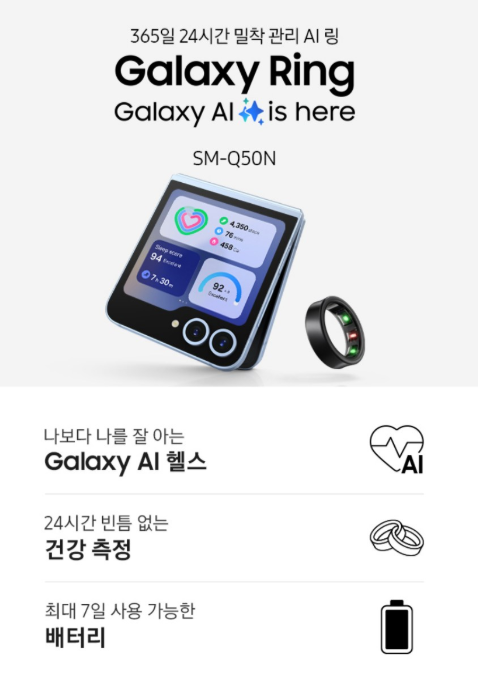 365일 24시간 밀착 관리 AI 링
Galaxy Ring
Galaxy AI is here
SM-Q50N
4,350
76
458
Sleep score
94 Excellent
7h 30m
92
Excellent
나보다 나를 잘 아는
Galaxy AI 헬스
AI
24시간 빈틈 없는
건강 측정
최대 7일 사용 가능한
배터리